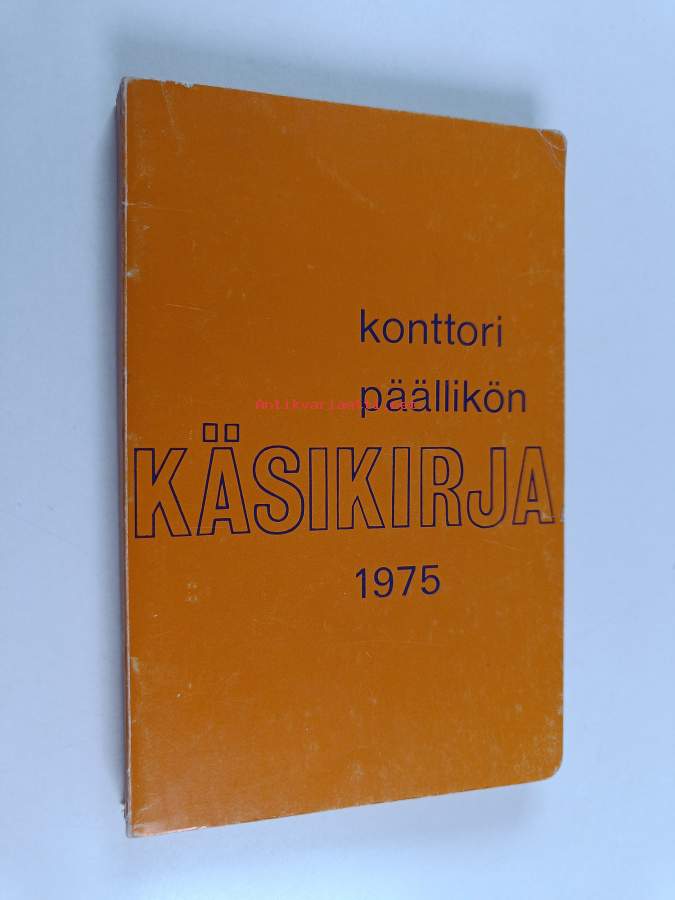 konttori
päällikön
KÄSIKIRJA
1975